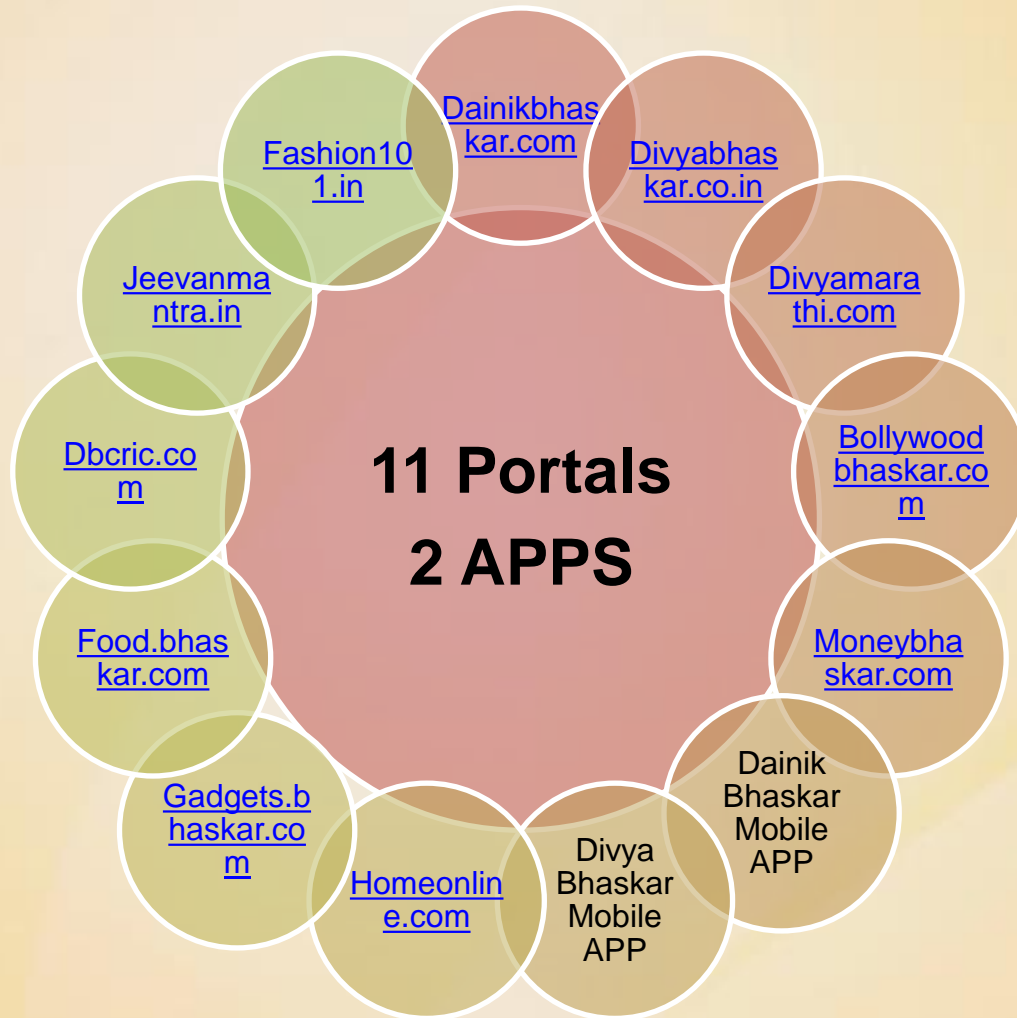 Dainikbhas
kar.com
Divyabhas
kar.co.in
Divyamara
thi.com
Bollywood
bhaskar.co
m
Moneybha
skar.com
Dainik
Bhaskar
Mobile
APP
Divya
Bhaskar
Mobile
APP
Homeonlin
e.com
Gadgets.b
haskar.co
m
Food.bhas
kar.com
Dbcric.co
m
Jeevanma
ntra.in
Fashion10
1.in
11 Portals
2 APPS